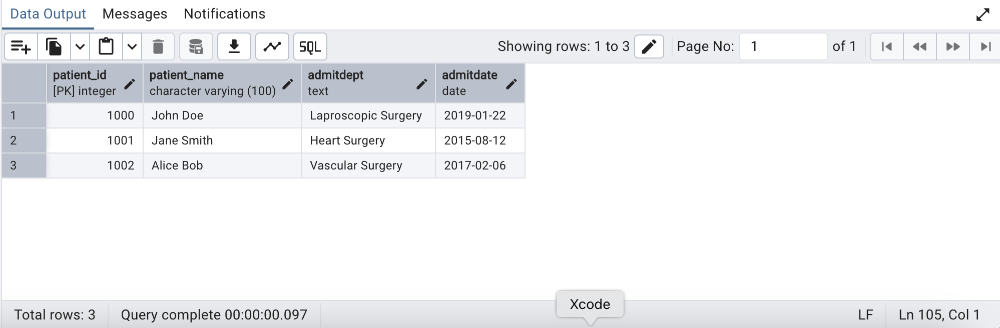 Data Output Messages Notifications
SQL Showing rows: 1 to 3 Page No: 1 of 1
patient_id patient_name admitdept admitdate
[PK] integer character varying (100) text date
1 1000 John Doe Laproscopic Surgery 2019-01-22
2 1001 Jane Smith Heart Surgery 2015-08-12
3 1002 Alice Bob Vascular Surgery 2017-02-06
Xcode
Total rows: 3 Query complete 00:00:00.097 LF Ln 105, Col 1